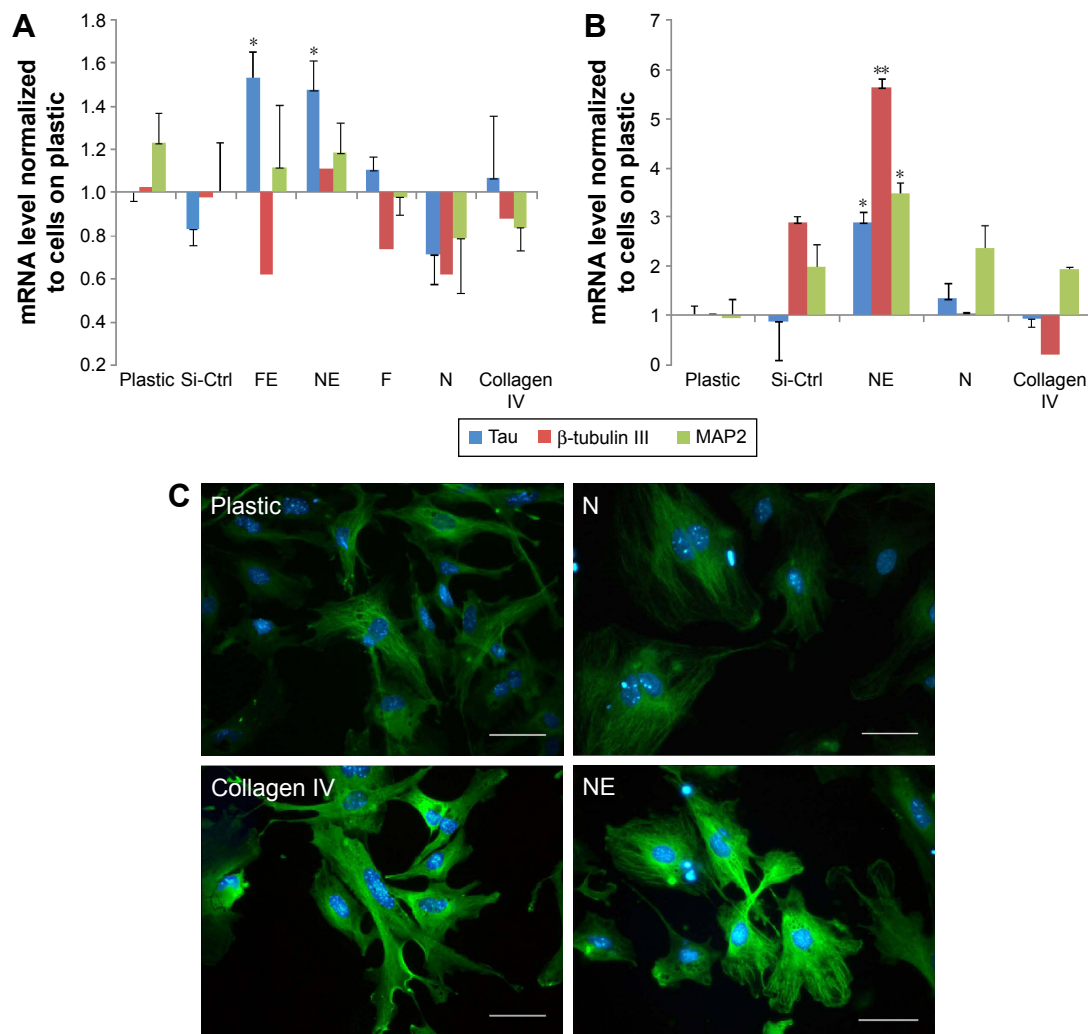 A
mRNA level normalized
to cells on plastic
1.8
1.6
1.4
1.2
1.0
0.8
0.6
0.4
0.2
*
*
Plastic
Si-Ctrl
FE
NE
F
N
Collagen
IV
B
mRNA level normalized
to cells on plastic
7
6
5
4
3
2
1
0
*
**
*
Plastic
Si-Ctrl
NE
N
Collagen
IV
Tau
β-tubulin III
MAP2
C
Plastic
N
Collagen IV
NE